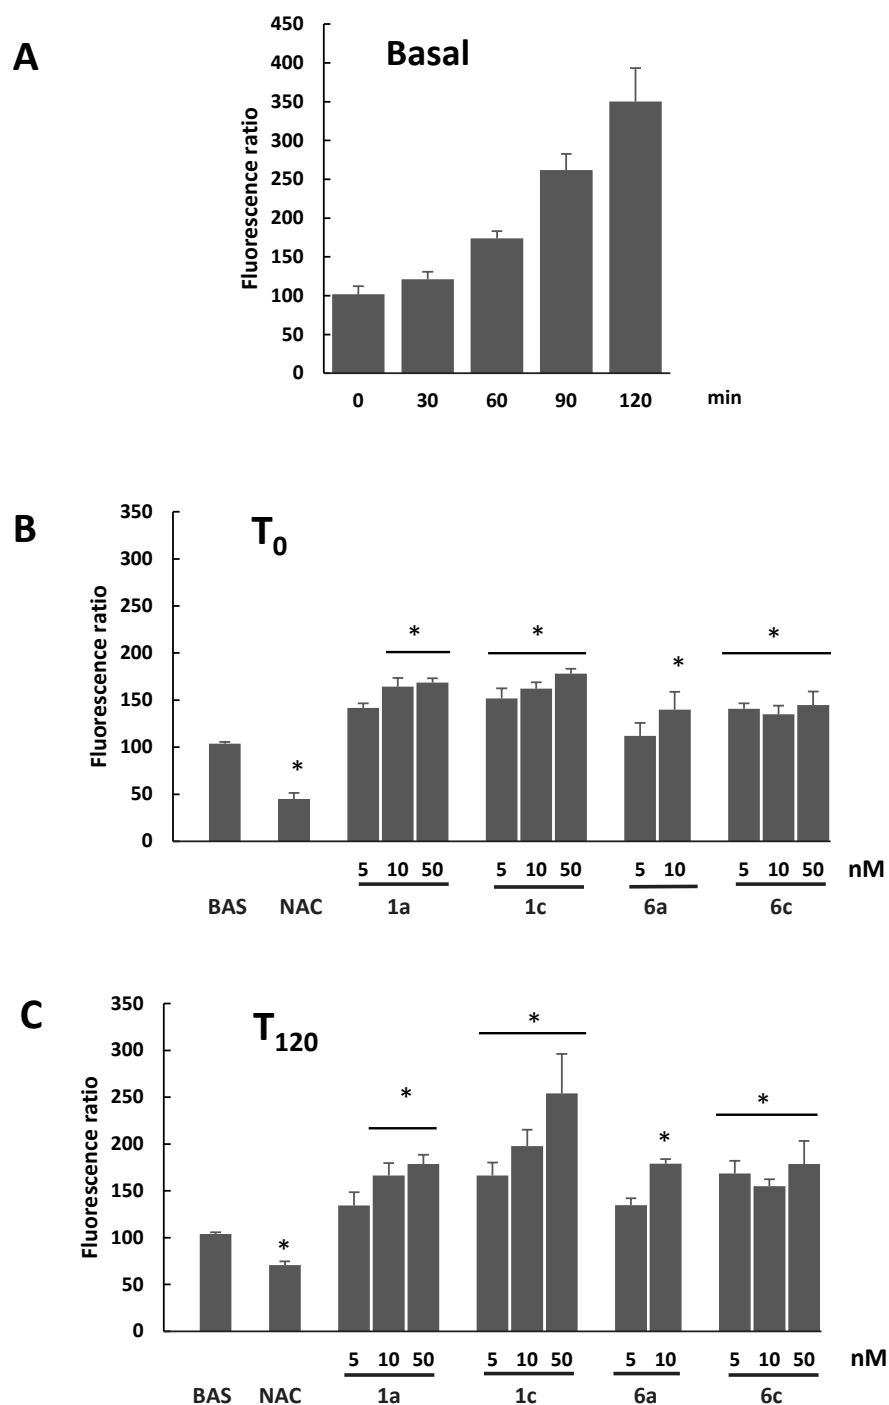 A
Basal
Fluorescence ratio
450
400
350
300
250
200
150
100
50
0
0 30 60 90 120 min
B
T0
Fluorescence ratio
350
300
250
200
150
100
50
0
* * * * *
5 10 50 5 10 50 5 10 5 10 50 nM
BAS NAC 1a 1c 6a 6c
C
T120
Fluorescence ratio
350
300
250
200
150
100
50
0
* * * * *
5 10 50 5 10 50 5 10 5 10 50 nM
BAS NAC 1a 1c 6a 6c